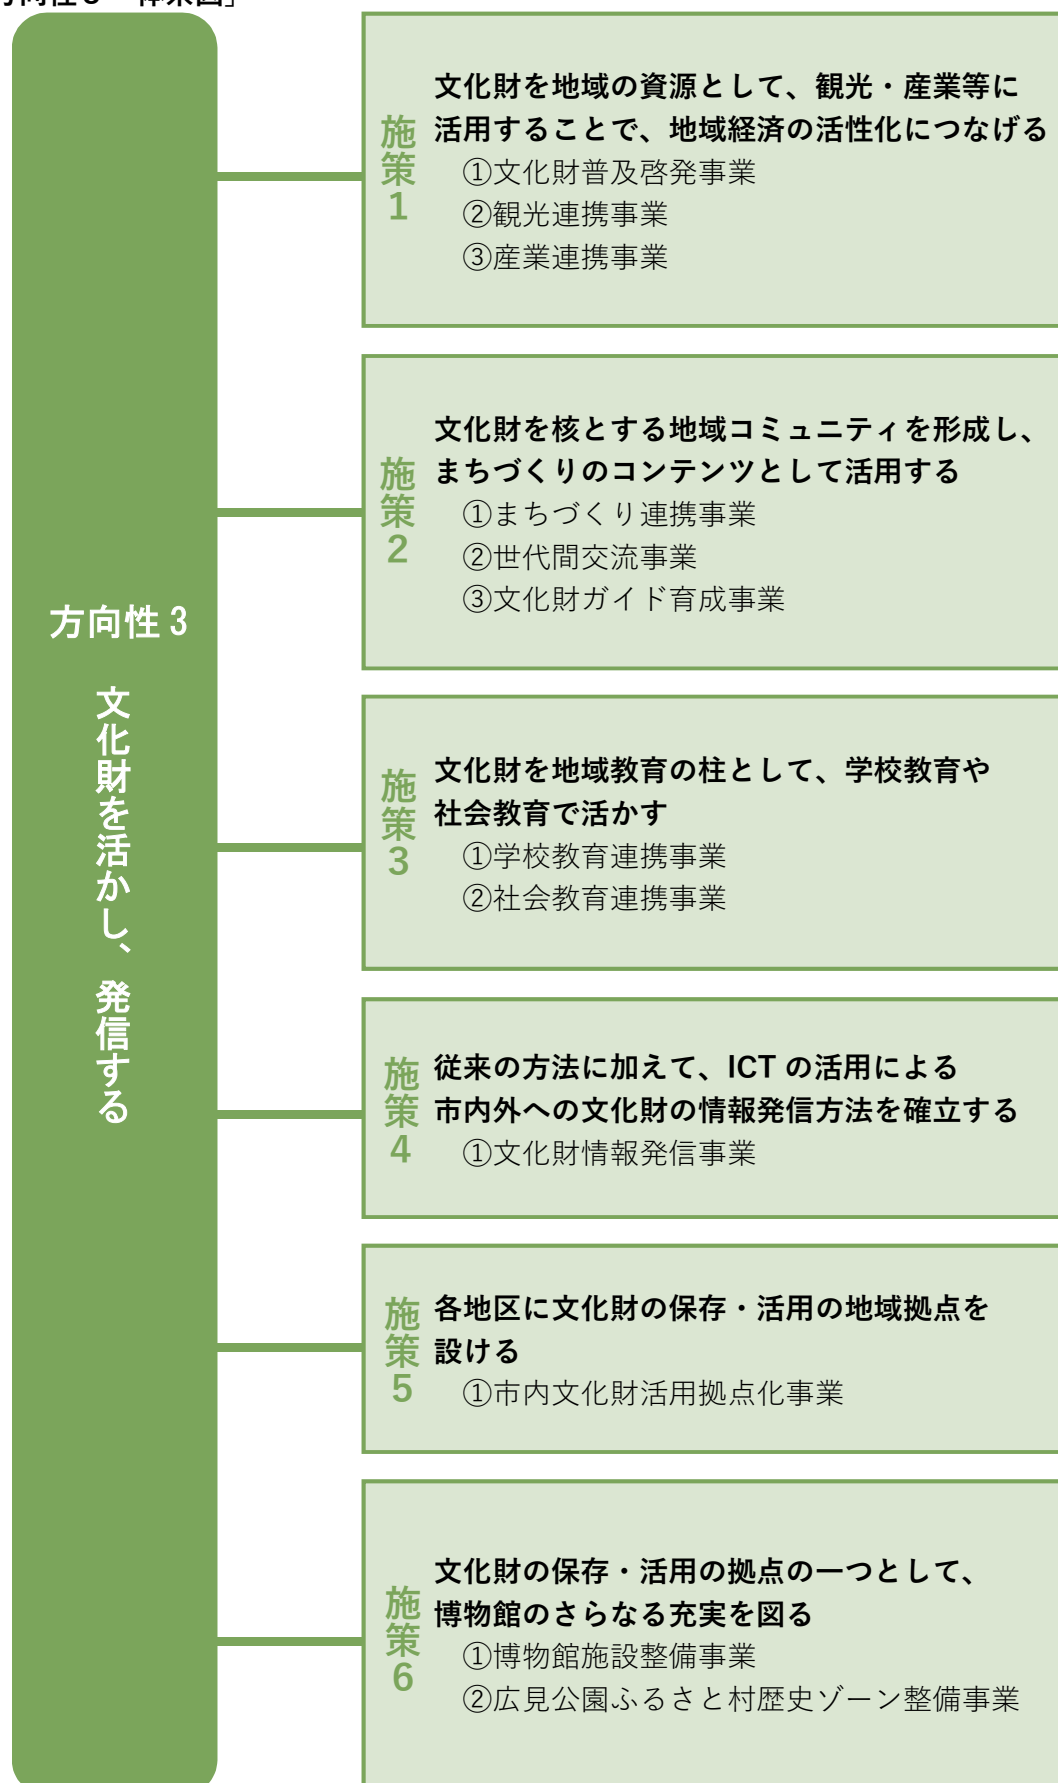 方向性3
文化財を活かし、発信する
施策1
文化財を地域の資源として、観光・産業等に
活用することで、地域経済の活性化につなげる
①文化財普及啓発事業
②観光連携事業
③産業連携事業
施策2
文化財を核とする地域コミュニティを形成し、
まちづくりのコンテンツとして活用する
①まちづくり連携事業
②世代間交流事業
③文化財ガイド育成事業
施策3
文化財を地域教育の柱として、学校教育や
社会教育で活かす
①学校教育連携事業
②社会教育連携事業
施策4
従来の方法に加えて、ICT の活用による
市内外への文化財の情報発信方法を確立する
①文化財情報発信事業
施策5
各地区に文化財の保存・活用の地域拠点を
設ける
①市内文化財活用拠点化事業
施策6
文化財の保存・活用の拠点の一つとして、
博物館のさらなる充実を図る
①博物館施設整備事業
②広見公園ふるさと村歴史ゾーン整備事業